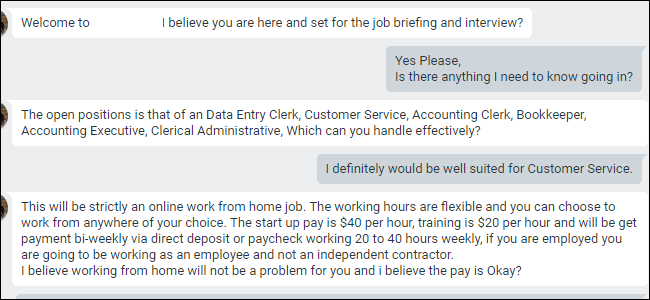 Welcome to I believe you are here and set for the job briefing and interview?
Yes Please,
Is there anything I need to know going in?
The open positions is that of an Data Entry Clerk, Customer Service, Accounting Clerk, Bookkeeper,
Accounting Executive, Clerical Administrative, Which can you handle effectively?
I definitely would be well suited for Customer Service.
This will be strictly an online work from home job. The working hours are flexible and you can choose to
work from anywhere of your choice. The start up pay is $40 per hour, training is $20 per hour and will be get
payment bi-weekly via direct deposit or paycheck working 20 to 40 hours weekly, if you are employed you
are going to be working as an employee and not an independent contractor.
I believe working from home will not be a problem for you and i believe the pay is Okay?